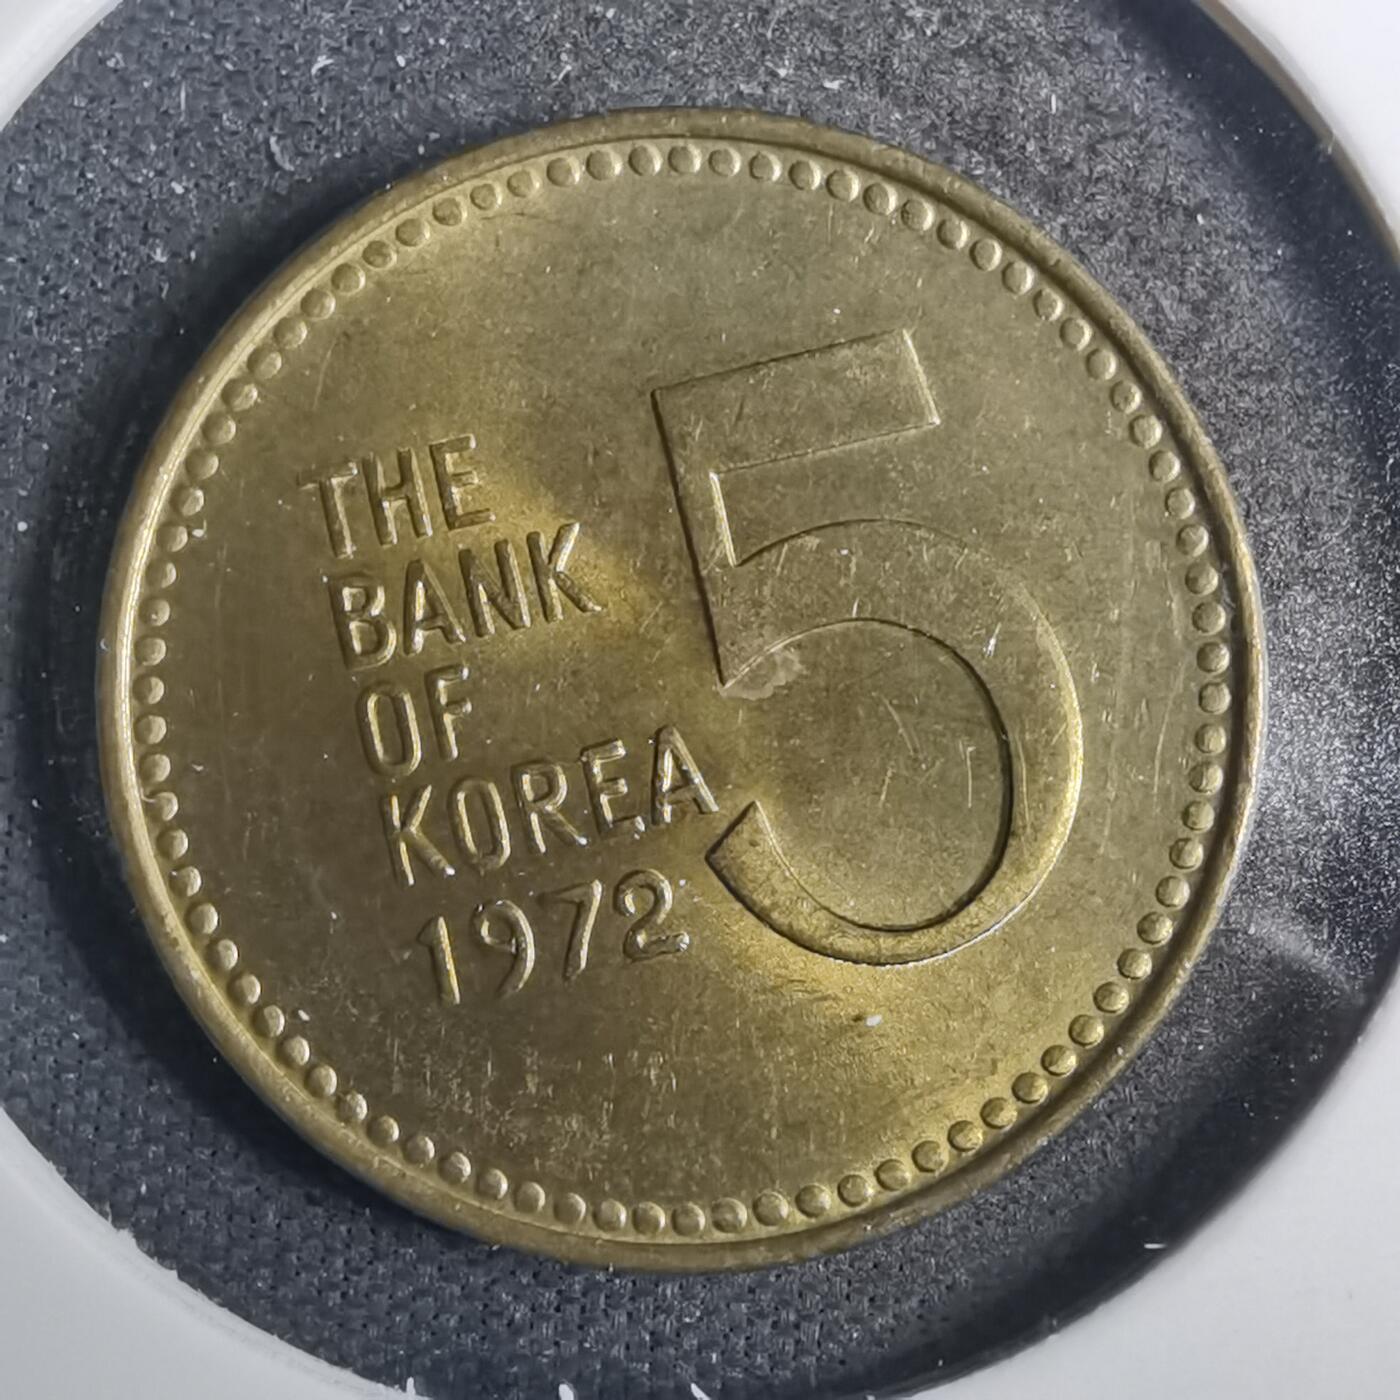 THE
BANK
OF
KOREA
1972
5